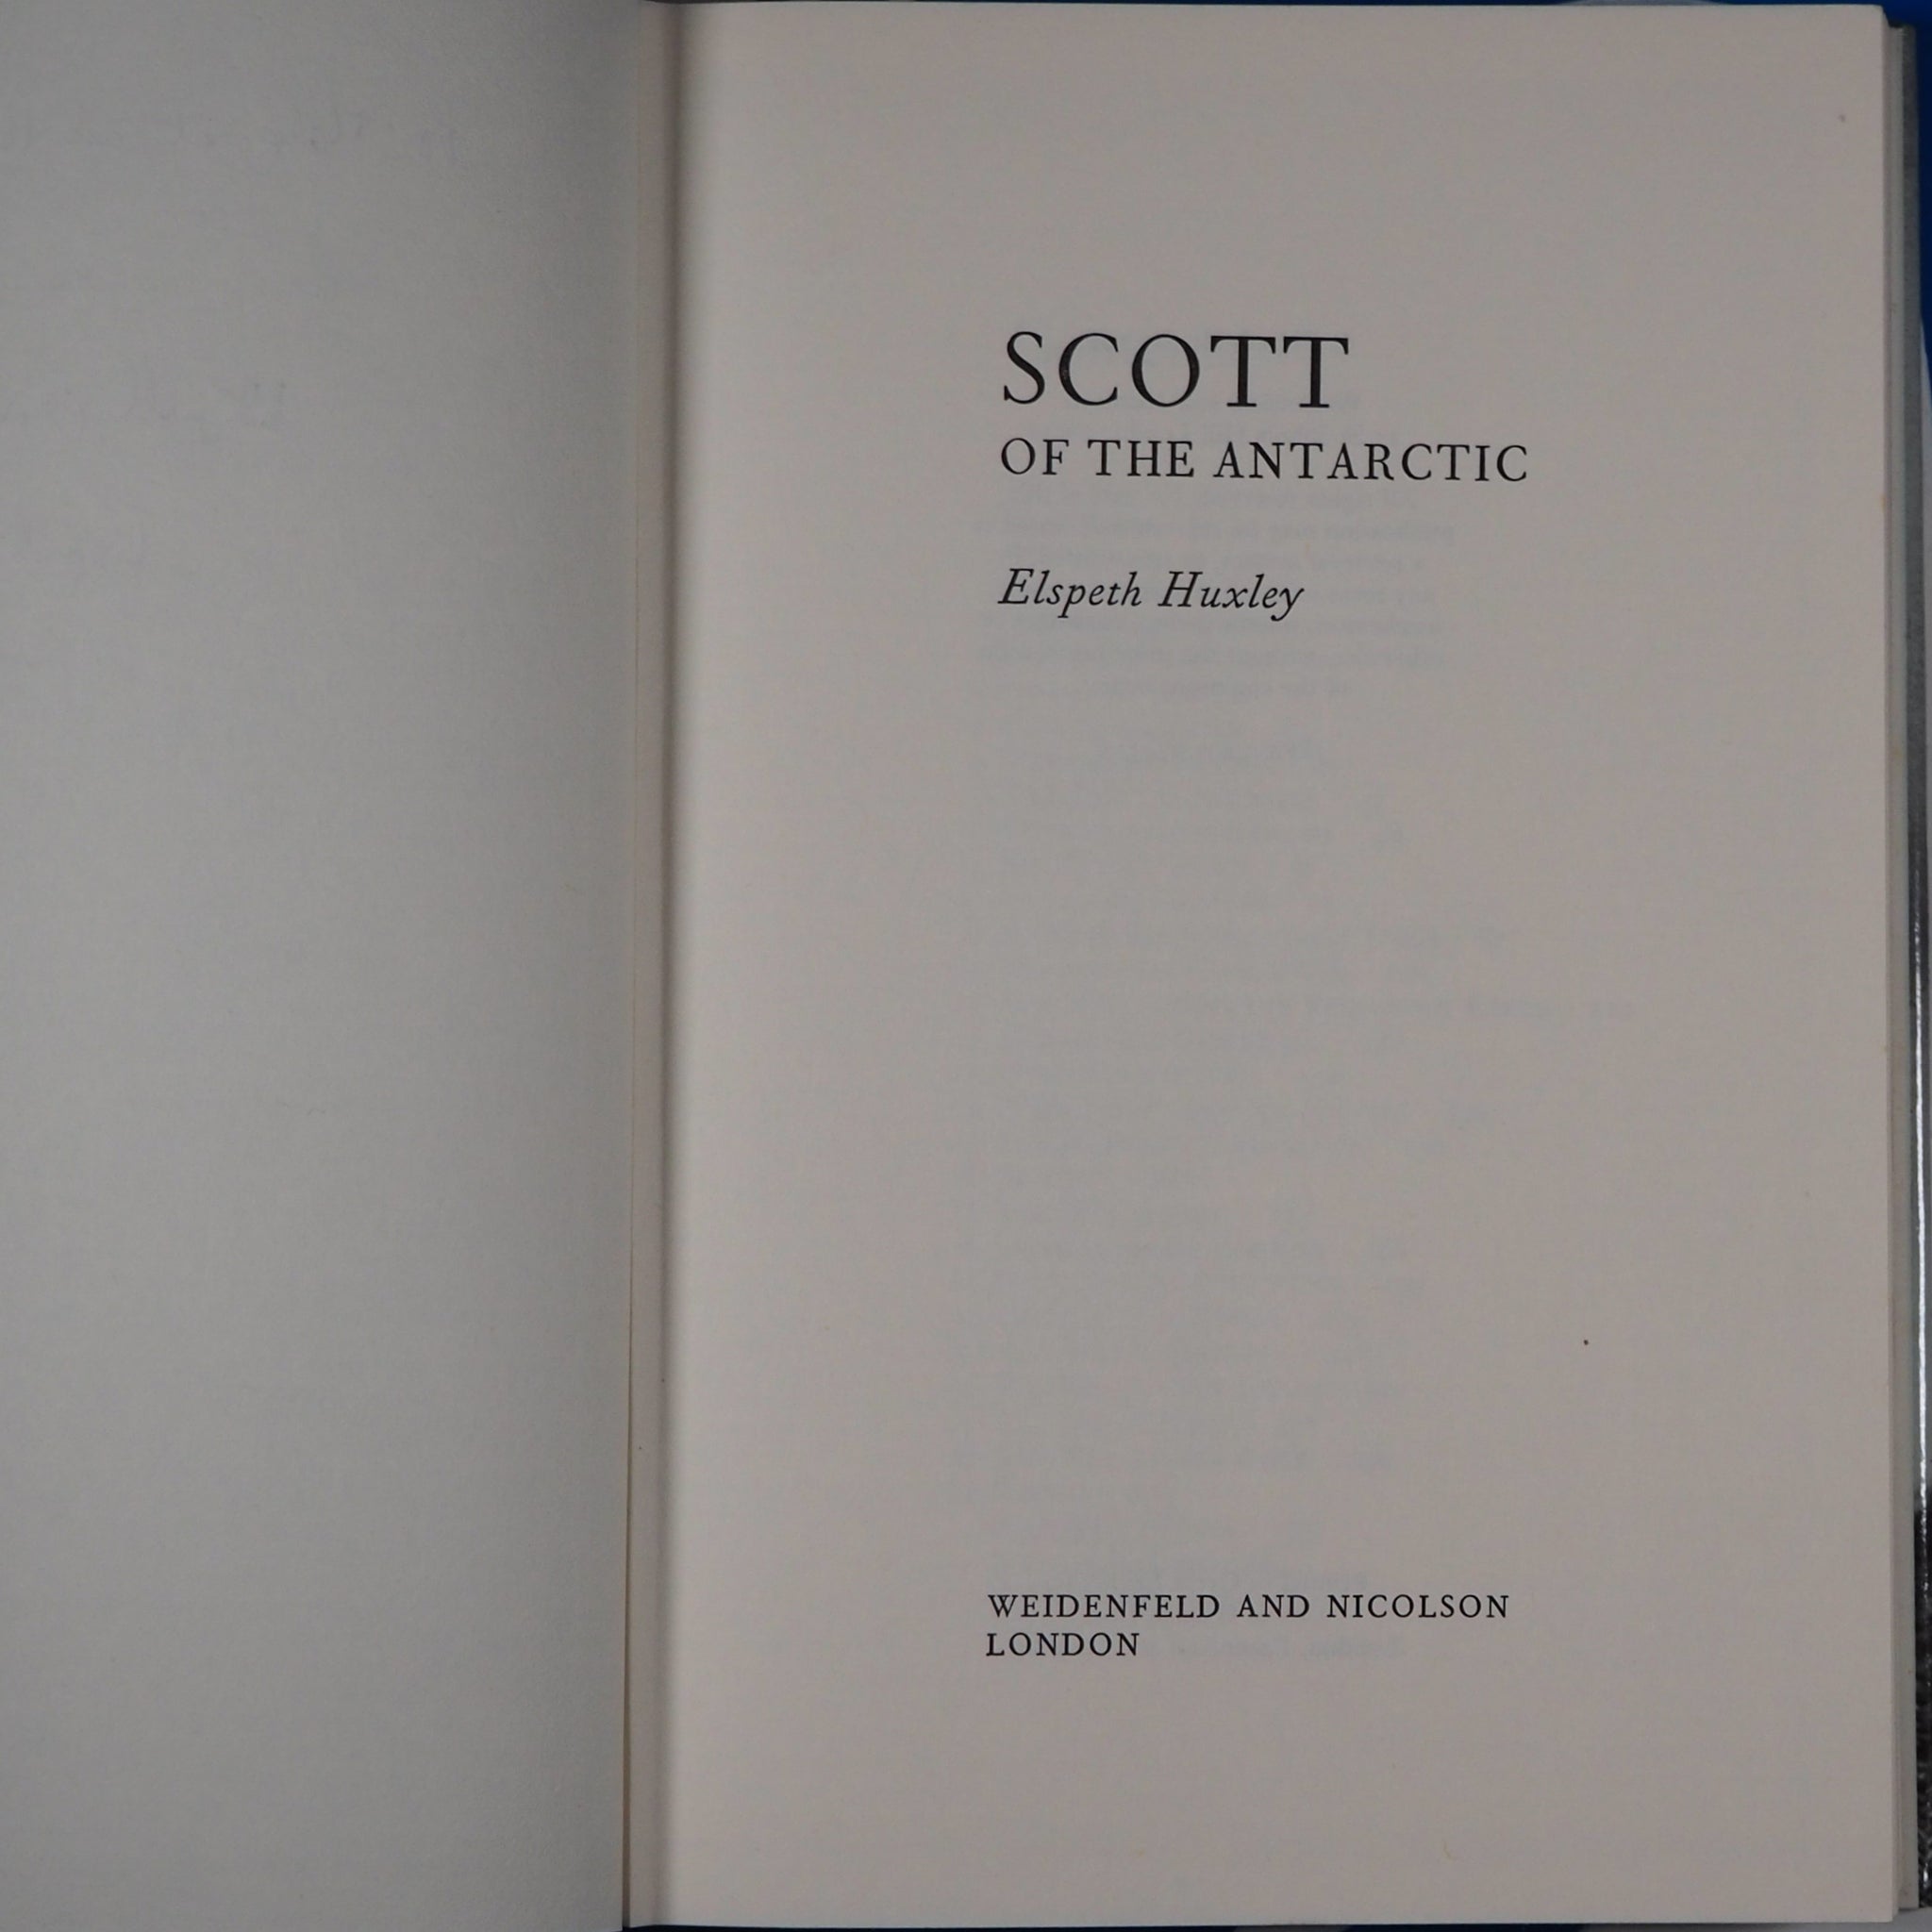 SCOTT
OF THE ANTARCTIC
Elspeth Huxley
WEIDENFELD AND NICOLSON
LONDON